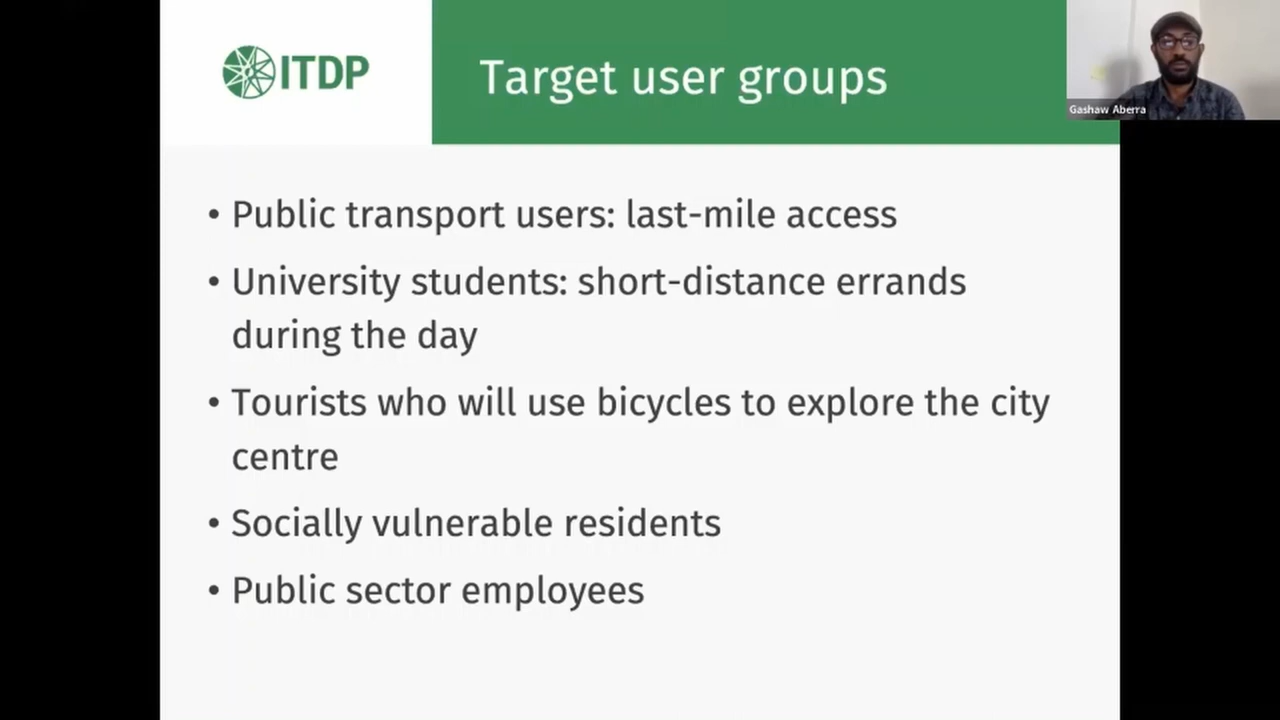 ITDP
Target user groups
Gashaw Aberra
• Public transport users: last-mile access
• University students: short-distance errands
during the day
• Tourists who will use bicycles to explore the city
centre
• Socially vulnerable residents
• Public sector employees